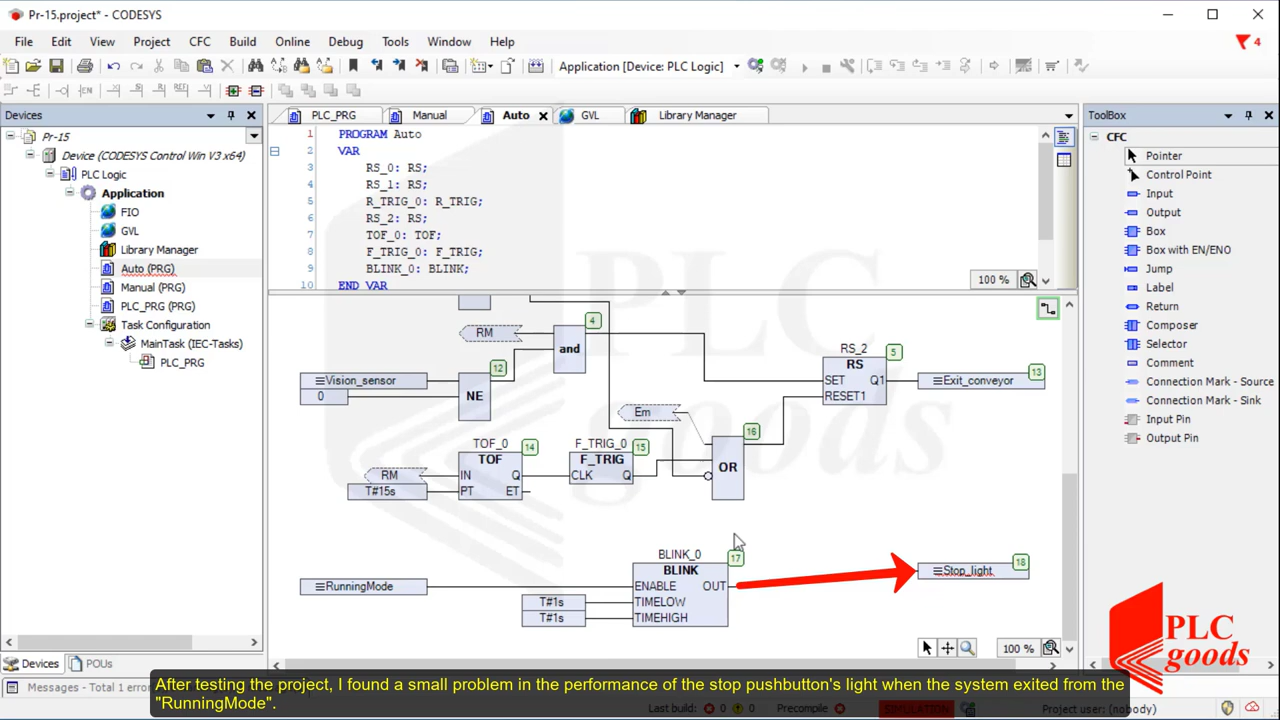 Pr-15.project* - CODESYS
File Edit View Project CFC Build Online Debug Tools Window Help
4
Application [Device: PLC Logic]
Devices
Pr-15
Device (CODESYS Control Win V3 x64)
PLC Logic
Application
FIO
GVL
Library Manager
Auto (PRG)
Manual (PRG)
PLC_PRG (PRG)
Task Configuration
MainTask (IEC-Tasks)
PLC_PRG
Devices POUs
PLC_PRG Manual Auto GVL Library Manager
1 PROGRAM Auto
2 VAR
3 RS_0: RS;
4 RS_1: RS;
5 R_TRIG_0: R_TRIG;
6 RS_2: RS;
7 TOF_0: TOF;
8 F_TRIG_0: F_TRIG;
9 BLINK_0: BLINK;
10 END_VAR
100 %
RM
and
4
Vision_sensor
0
NE
12
RS_2
RS
5
SET Q1
RESET1
Exit_conveyor
13
Em
OR
16
TOF_0
TOF
14
RM
IN Q
T#15s
PT ET
F_TRIG_0
F_TRIG
15
CLK Q
BLINK_0
BLINK
17
RunningMode
ENABLE OUT
T#1s
TIMELOW
T#1s
TIMEHIGH
Stop_light
18
100 %
ToolBox
CFC
Pointer
Control Point
Input
Output
Box
Box with EN/ENO
Jump
Label
Return
Composer
Selector
Comment
Connection Mark - Source
Connection Mark - Sink
Input Pin
Output Pin
PLC
goods
PLC
goods
Messages - Total 1 error
After testing the project, I found a small problem in the performance of the stop pushbutton's light when the system exited from the
"RunningMode".
Last build: 0 0 Precompile SIMULATION Project user: (nobody)